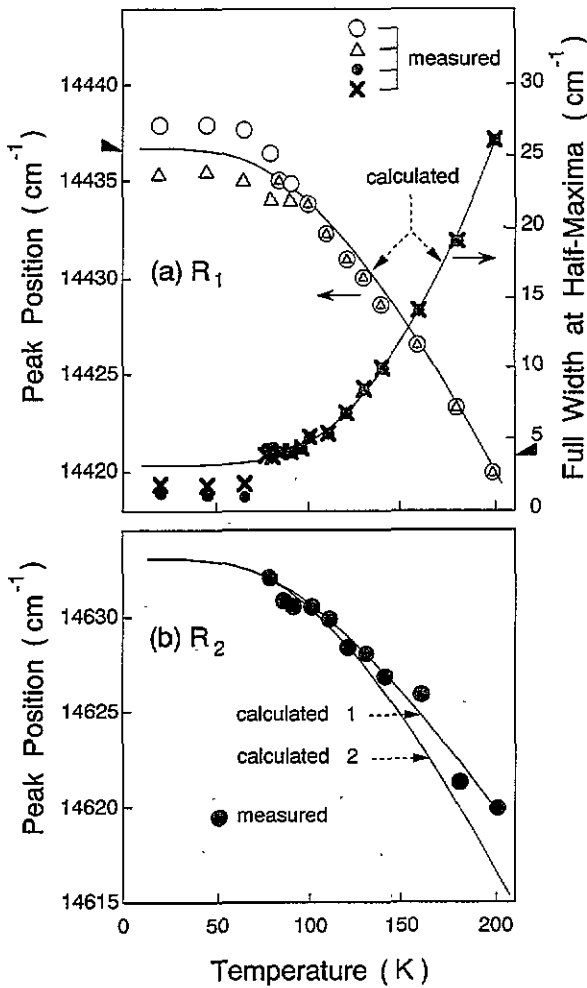 measured
14440
14435
14430
14425
14420
Peak Position (cm⁻¹)
30
25
20
15
10
5
0
Full Width at Half-Maxima (cm⁻¹)
calculated
(a) R₁
14630
14625
14620
14615
Peak Position (cm⁻¹)
(b) R₂
calculated 1
calculated 2
measured
0
50
100
150
200
Temperature (K)